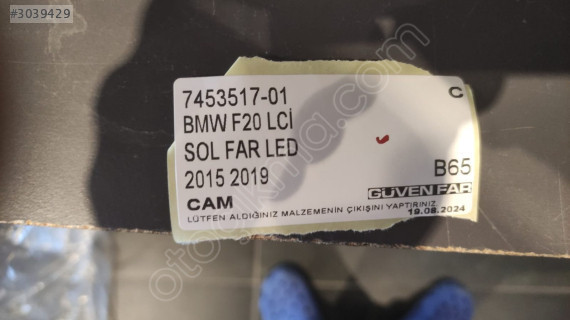 #3039429
7453517-01
C
BMW F20 LCİ
SOL FAR LED
2015 2019
B65
CAM
GÜVEN FAR
LÜTFEN ALDIĞINIZ MALZEMENİN ÇIKIŞINI YAPTIRINIZ
19.08.2024